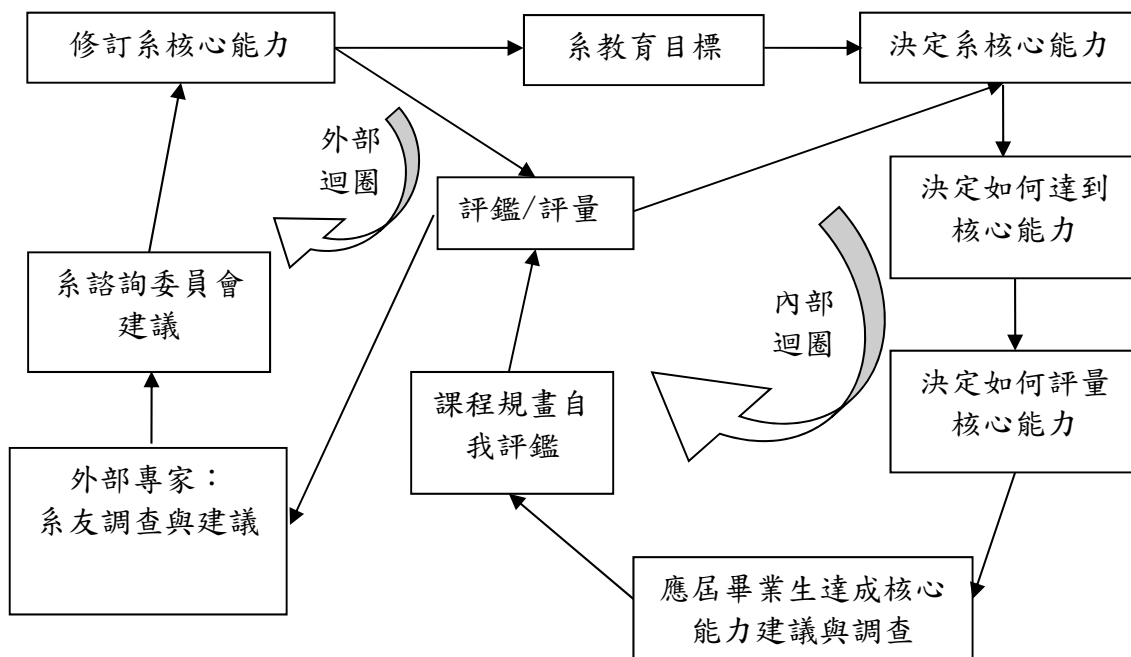 修訂系核心能力
系教育目標
決定系核心能力
外部
迴圈
評鑑/評量
決定如何達到
核心能力
系諮詢委員會
建議
內部
迴圈
課程規畫自
我評鑑
決定如何評量
核心能力
外部專家：
系友調查與建議
應屆畢業生達成核心
能力建議與調查